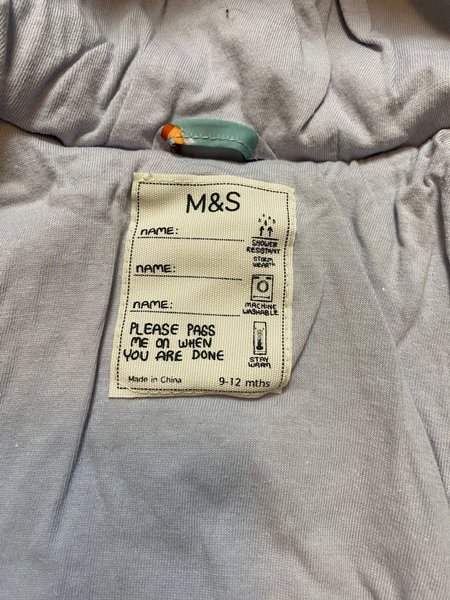 M&S
NAME:
NAME:
NAME:
PLEASE PASS
ME ON WHEN
YOU ARE DONE
Made in China
9-12 mths
SHOWER
RESISTANT
STORM
WEAR™
MACHINE
WASHABLE
STAY
WARM